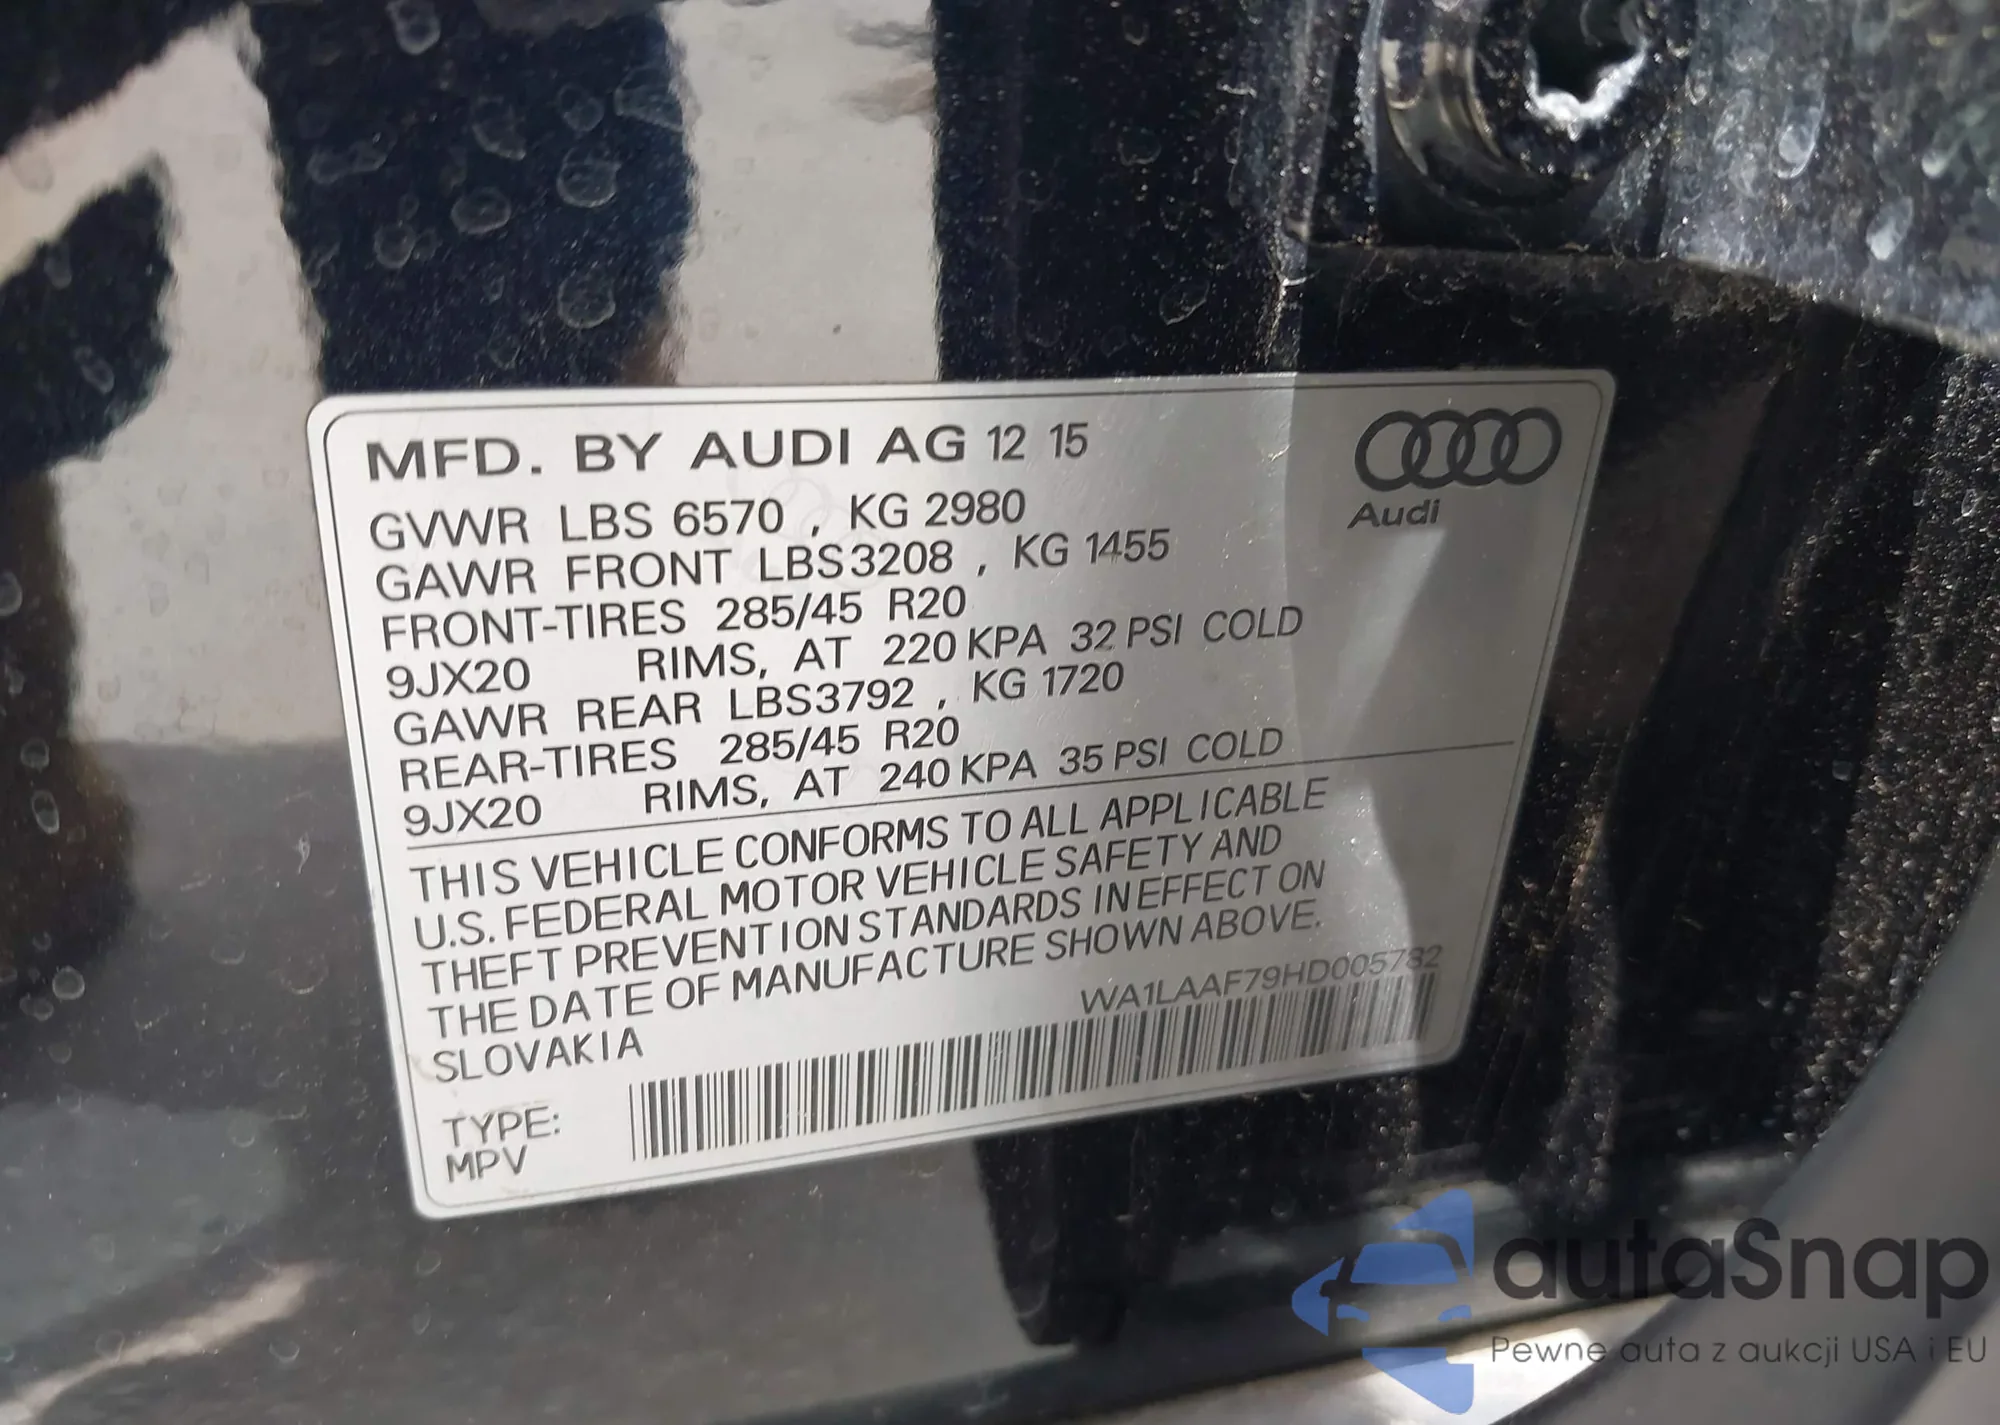 MFD. BY AUDI AG 12 15
Audi
GVWR LBS 6570 , KG 2980
GAWR FRONT LBS3208 , KG 1455
FRONT-TIRES 285/45 R20
9JX20 RIMS, AT 220 KPA 32 PSI COLD
GAWR REAR LBS3792 , KG 1720
REAR-TIRES 285/45 R20
9JX20 RIMS, AT 240 KPA 35 PSI COLD
THIS VEHICLE CONFORMS TO ALL APPLICABLE
U.S. FEDERAL MOTOR VEHICLE SAFETY AND
THEFT PREVENTION STANDARDS IN EFFECT ON
THE DATE OF MANUFACTURE SHOWN ABOVE.
SLOVAKIA
WA1LAAF79HD005782
TYPE:
MPV
autaSnap
Pewne auta z aukcji USA i EU